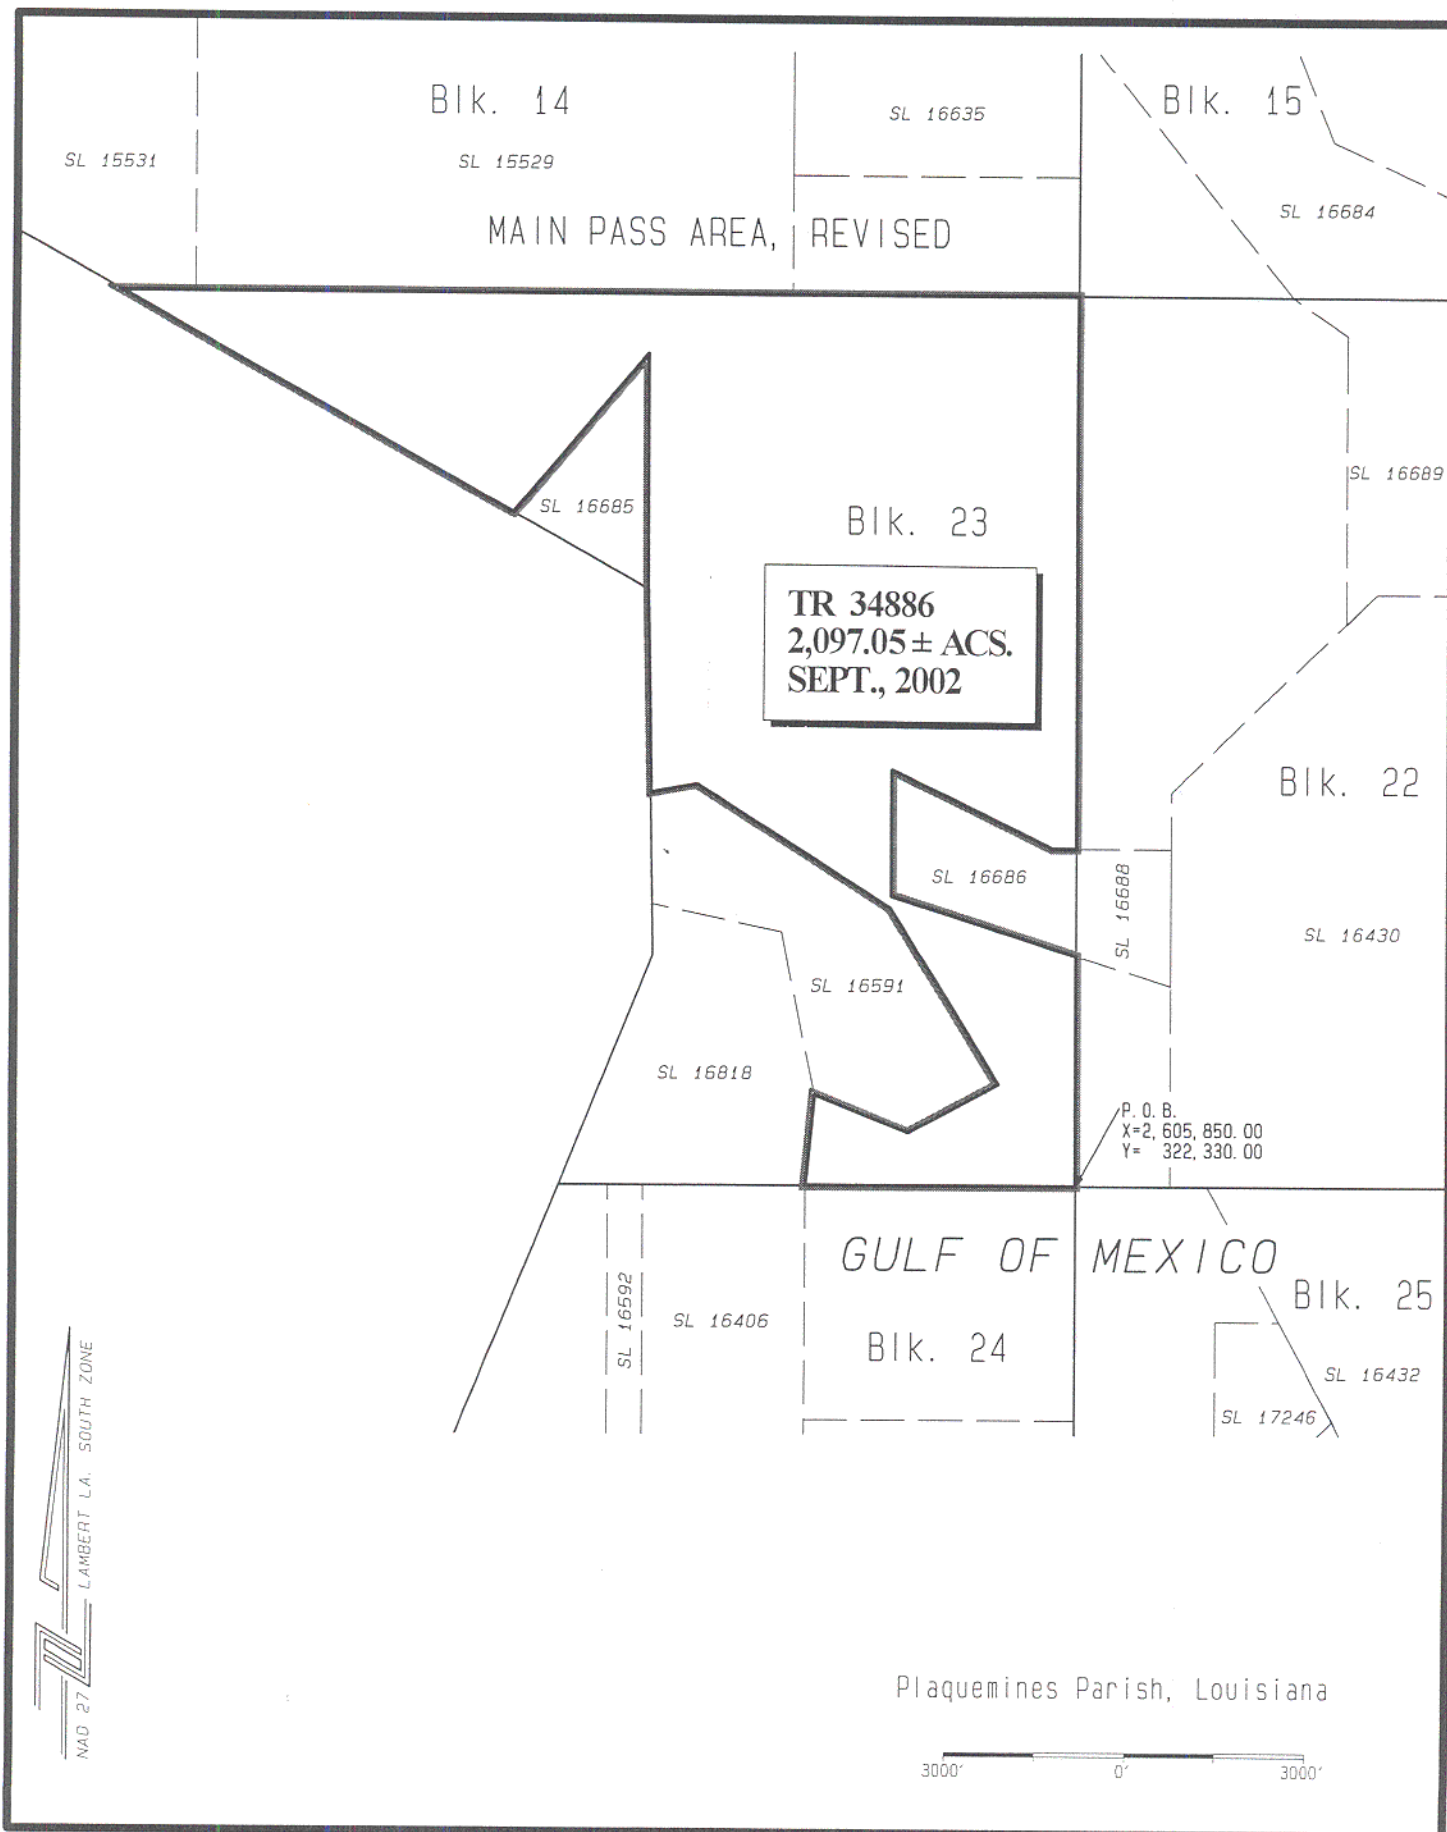 Blk. 14
Blk. 15
SL 16635
SL 15531
SL 15529
SL 16684
MAIN PASS AREA, REVISED
SL 16689
SL 16685
Blk. 23
TR 34886
2,097.05 ± ACS.
SEPT., 2002
Blk. 22
SL 16686
SL 16688
SL 16430
SL 16591
SL 16818
P. O. B.
X=2, 605, 850. 00
Y= 322, 330. 00
GULF OF MEXICO
Blk. 25
SL 16592
SL 16406
Blk. 24
SL 16432
SL 17246
NAD 27 LAMBERT LA. SOUTH ZONE
Plaquemines Parish, Louisiana
3000' 0' 3000'